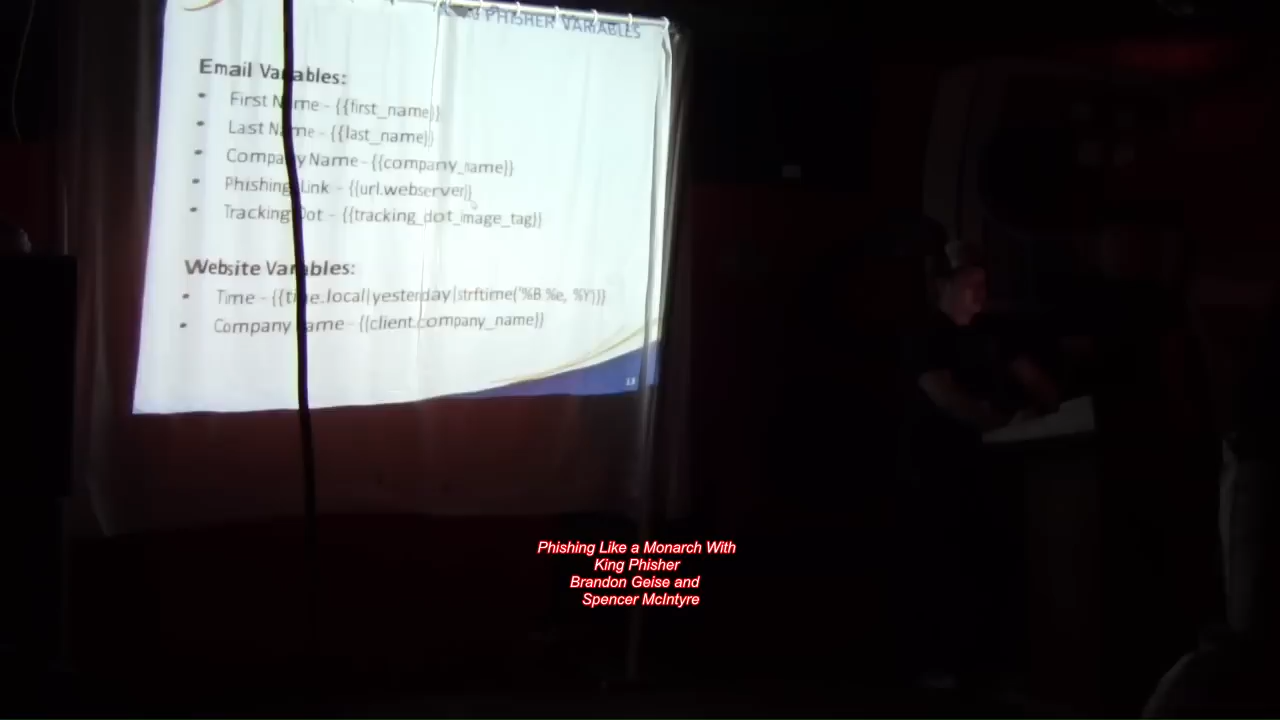 KING PHISHER VARIABLES
Email Variables:
• First Name - {{first_name}}
• Last Name - {{last_name}}
• Company Name - {{company_name}}
• Phishing Link - {{url.webserver}}
• Tracking Dot - {{tracking_dot_image_tag}}
Website Variables:
• Time - {{time.local|yesterday|strftime('%B %e, %Y')}}
• Company Name - {{client.company_name}}
Phishing Like a Monarch With
King Phisher
Brandon Geise and
Spencer McIntyre